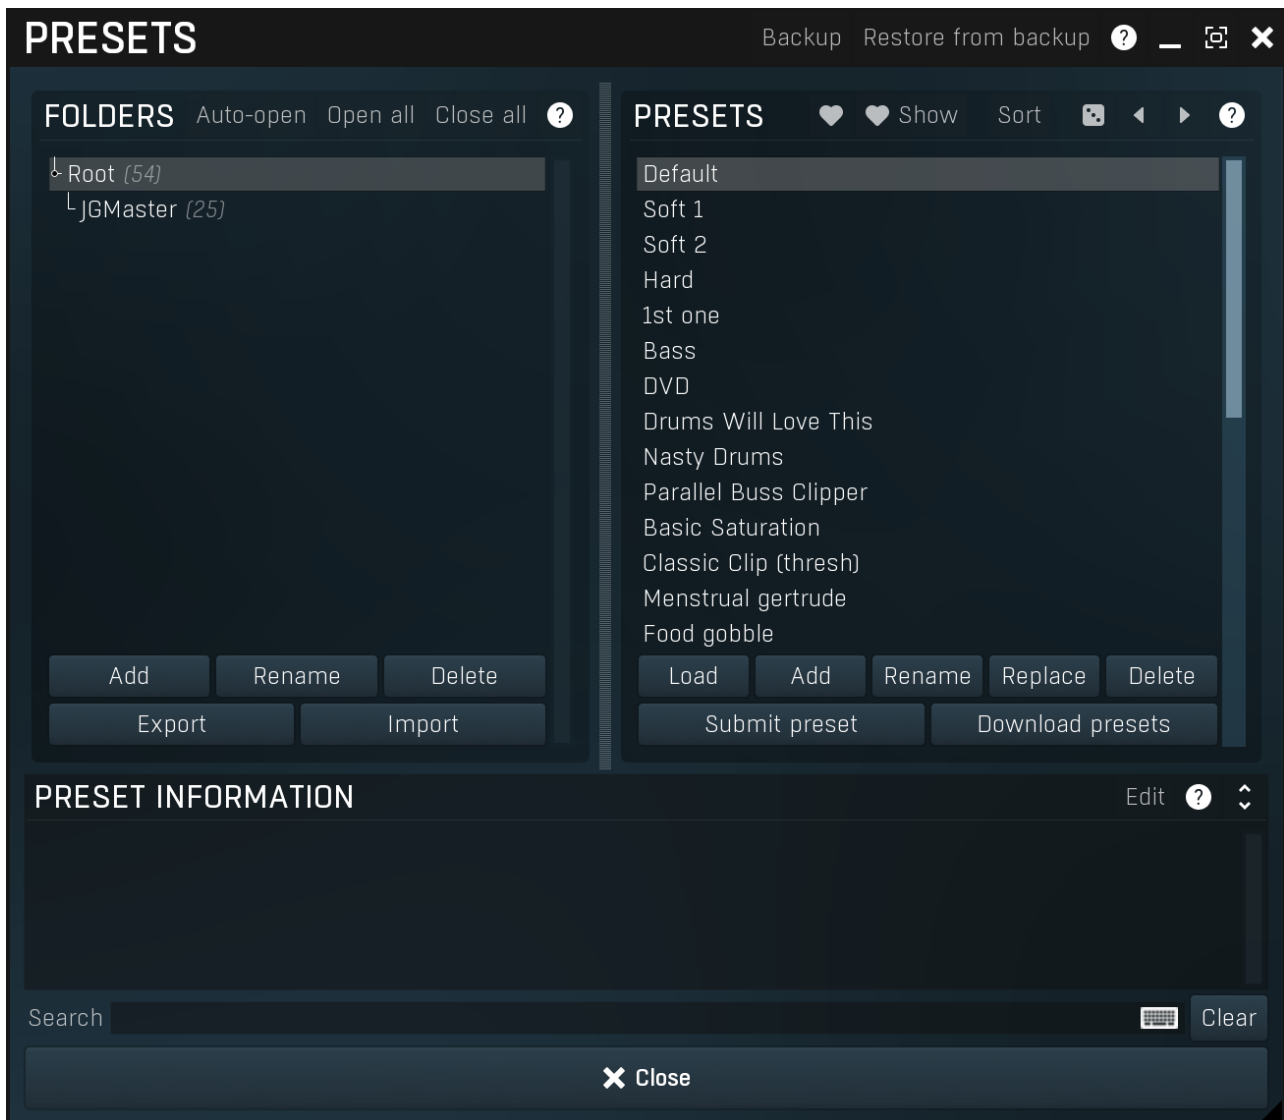 PRESETS Backup Restore from backup ?
FOLDERS Auto-open Open all Close all ?
Root (54)
JGMaster (25)
Add Rename Delete
Export Import
PRESETS Show Sort ?
Default
Soft 1
Soft 2
Hard
1st one
Bass
DVD
Drums Will Love This
Nasty Drums
Parallel Buss Clipper
Basic Saturation
Classic Clip (thresh)
Menstrual gertrude
Food gobble
Load Add Rename Replace Delete
Submit preset Download presets
PRESET INFORMATION Edit ?
Search Clear
Close